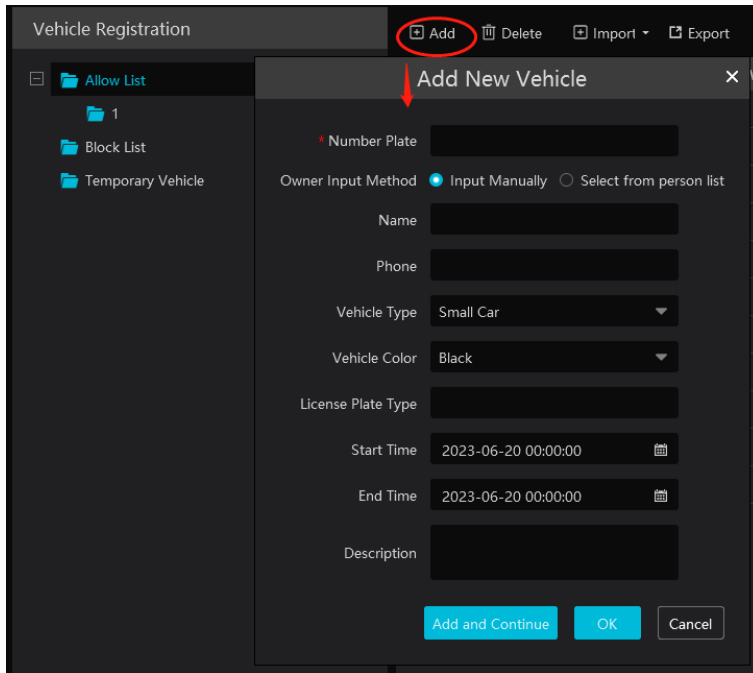 Vehicle Registration
Add Delete Import Export
Allow List
1
Block List
Temporary Vehicle
Add New Vehicle
* Number Plate
Owner Input Method Input Manually Select from person list
Name
Phone
Vehicle Type Small Car
Vehicle Color Black
License Plate Type
Start Time 2023-06-20 00:00:00
End Time 2023-06-20 00:00:00
Description
Add and Continue OK Cancel